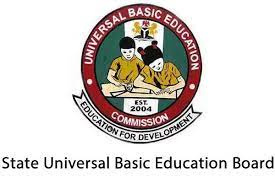 UNIVERSAL BASIC EDUCATION
EST.
2004
COMMISSION
EDUCATION FOR DEVELOPMENT
State Universal Basic Education Board